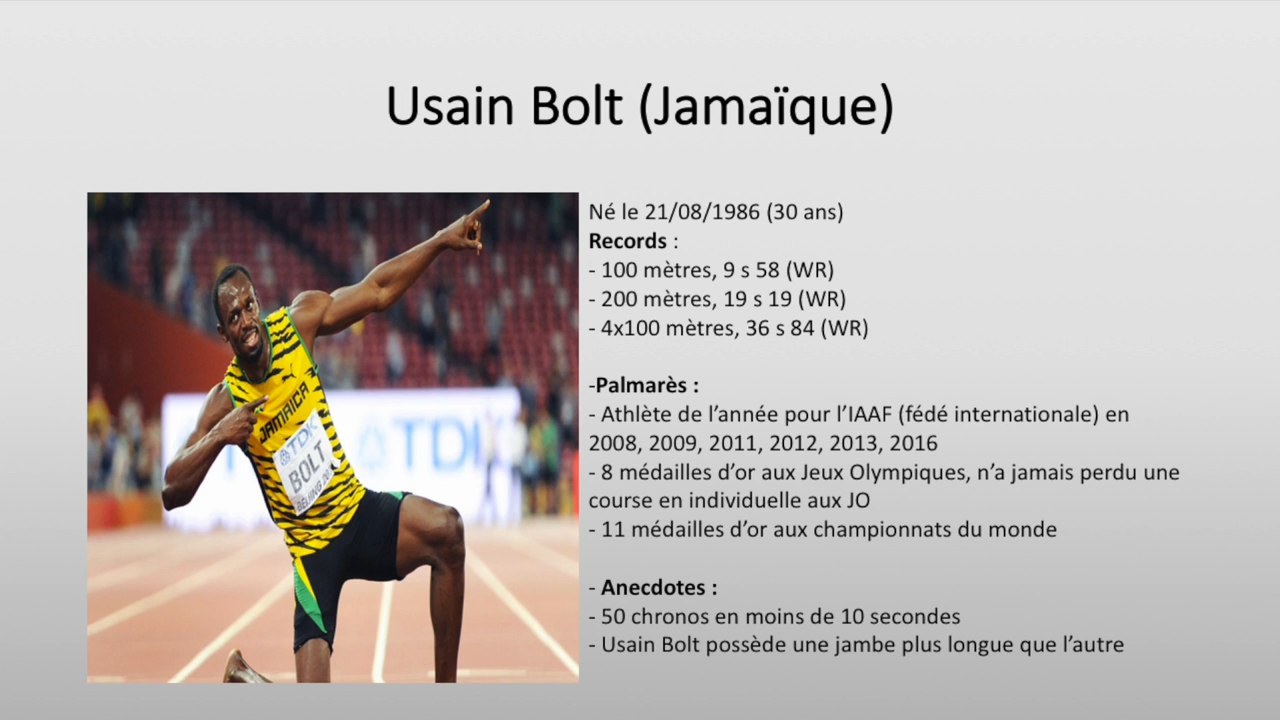 Usain Bolt (Jamaïque)
Né le 21/08/1986 (30 ans)
Records :
- 100 mètres, 9 s 58 (WR)
- 200 mètres, 19 s 19 (WR)
- 4x100 mètres, 36 s 84 (WR)
-Palmarès :
- Athlète de l’année pour l’IAAF (fédé internationale) en
2008, 2009, 2011, 2012, 2013, 2016
- 8 médailles d’or aux Jeux Olympiques, n’a jamais perdu une
course en individuelle aux JO
- 11 médailles d’or aux championnats du monde
- Anecdotes :
- 50 chronos en moins de 10 secondes
- Usain Bolt possède une jambe plus longue que l’autre
JAMAICA
TDK
BOLT
BEIJING
TDK